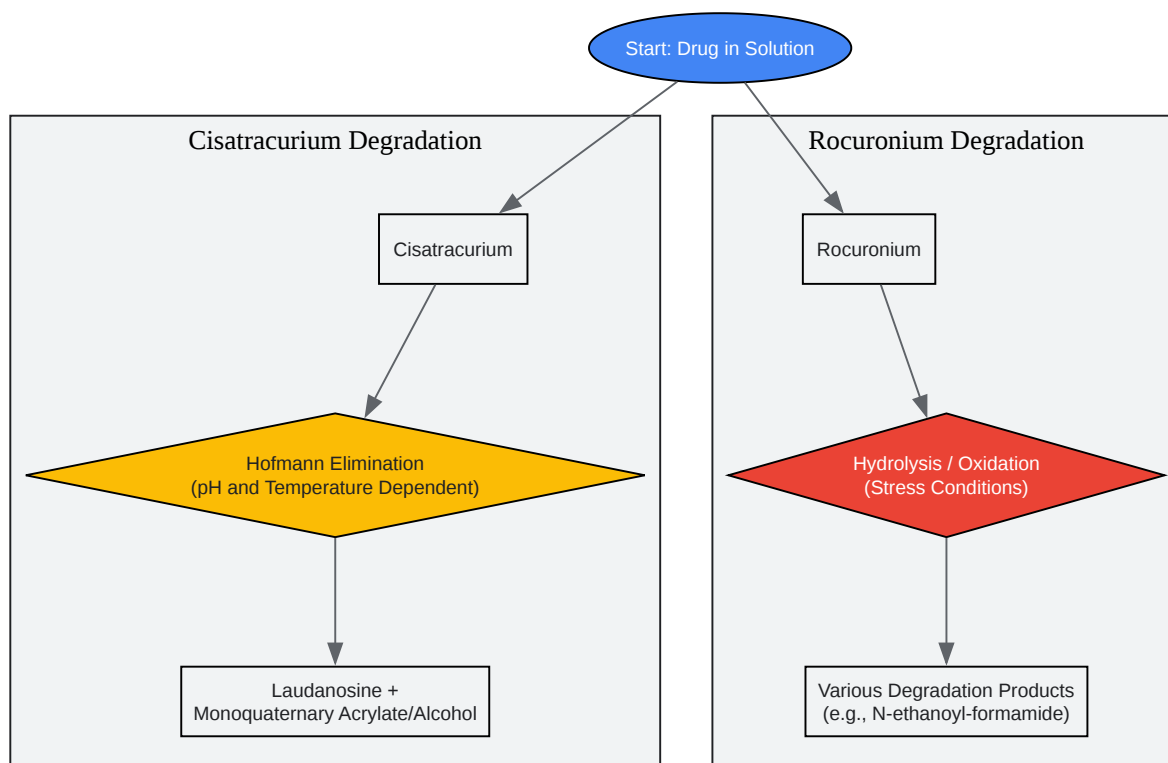 Start: Drug in Solution
Cisatracurium Degradation
Rocuronium Degradation
Cisatracurium
Rocuronium
Hofmann Elimination
(pH and Temperature Dependent)
Hydrolysis / Oxidation
(Stress Conditions)
Laudanosine +
Monoquaternary Acrylate/Alcohol
Various Degradation Products
(e.g., N-ethanoyl-formamide)